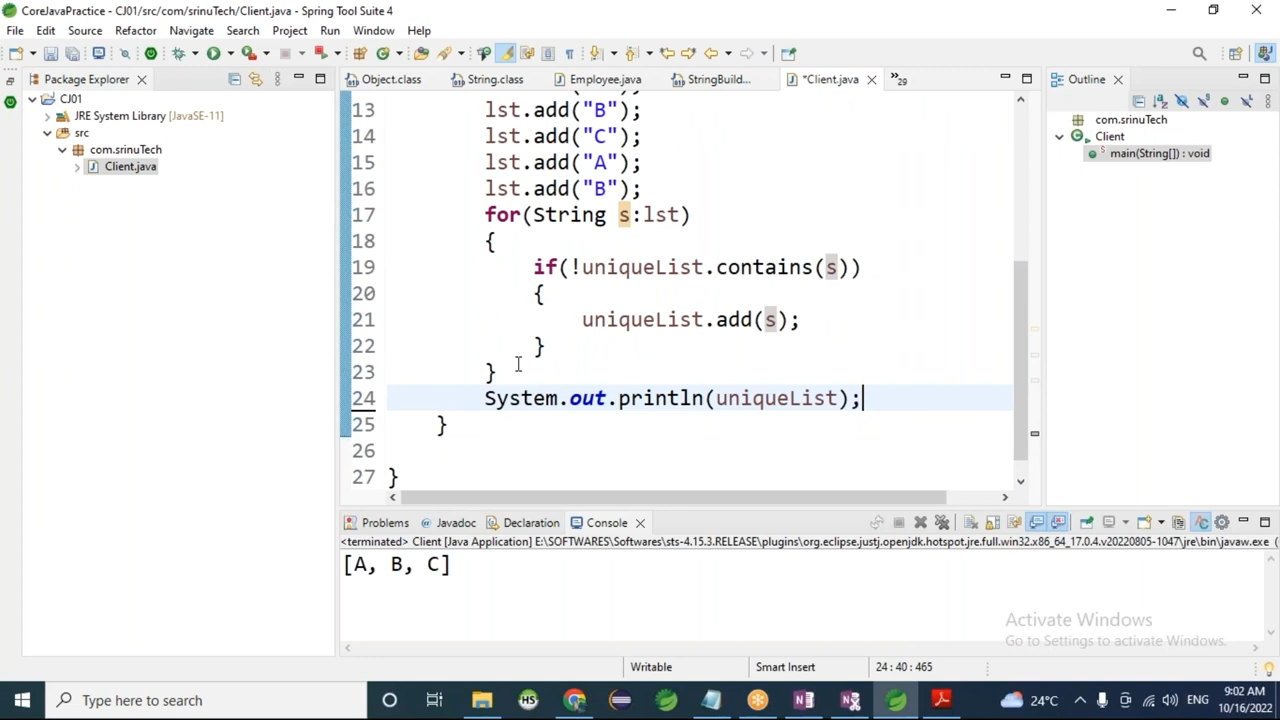 CoreJavaPractice - CJ01/src/com/srinuTech/Client.java - Spring Tool Suite 4
File Edit Source Refactor Navigate Search Project Run Window Help
Package Explorer
Object.class String.class Employee.java StringBuild... *Client.java 29
Outline
CJ01
JRE System Library [JavaSE-11]
src
com.srinuTech
Client.java
com.srinuTech
Client
main(String[]) : void
13 lst.add("B");
14 lst.add("C");
15 lst.add("A");
16 lst.add("B");
17 for(String s:lst)
18 {
19 if(!uniqueList.contains(s))
20 {
21 uniqueList.add(s);
22 }
23 }
24 System.out.println(uniqueList);
25 }
26
27 }
Problems Javadoc Declaration Console
<terminated> Client [Java Application] E:\SOFTWARES\Softwares\sts-4.15.3.RELEASE\plugins\org.eclipse.justj.openjdk.hotspot.jre.full.win32.x86_64_17.0.4.v20220805-1047\jre\bin\javaw.exe (
[A, B, C]
Activate Windows
Go to Settings to activate Windows.
Writable Smart Insert 24 : 40 : 465
Type here to search
HS
24°C ENG 9:02 AM
10/16/2022